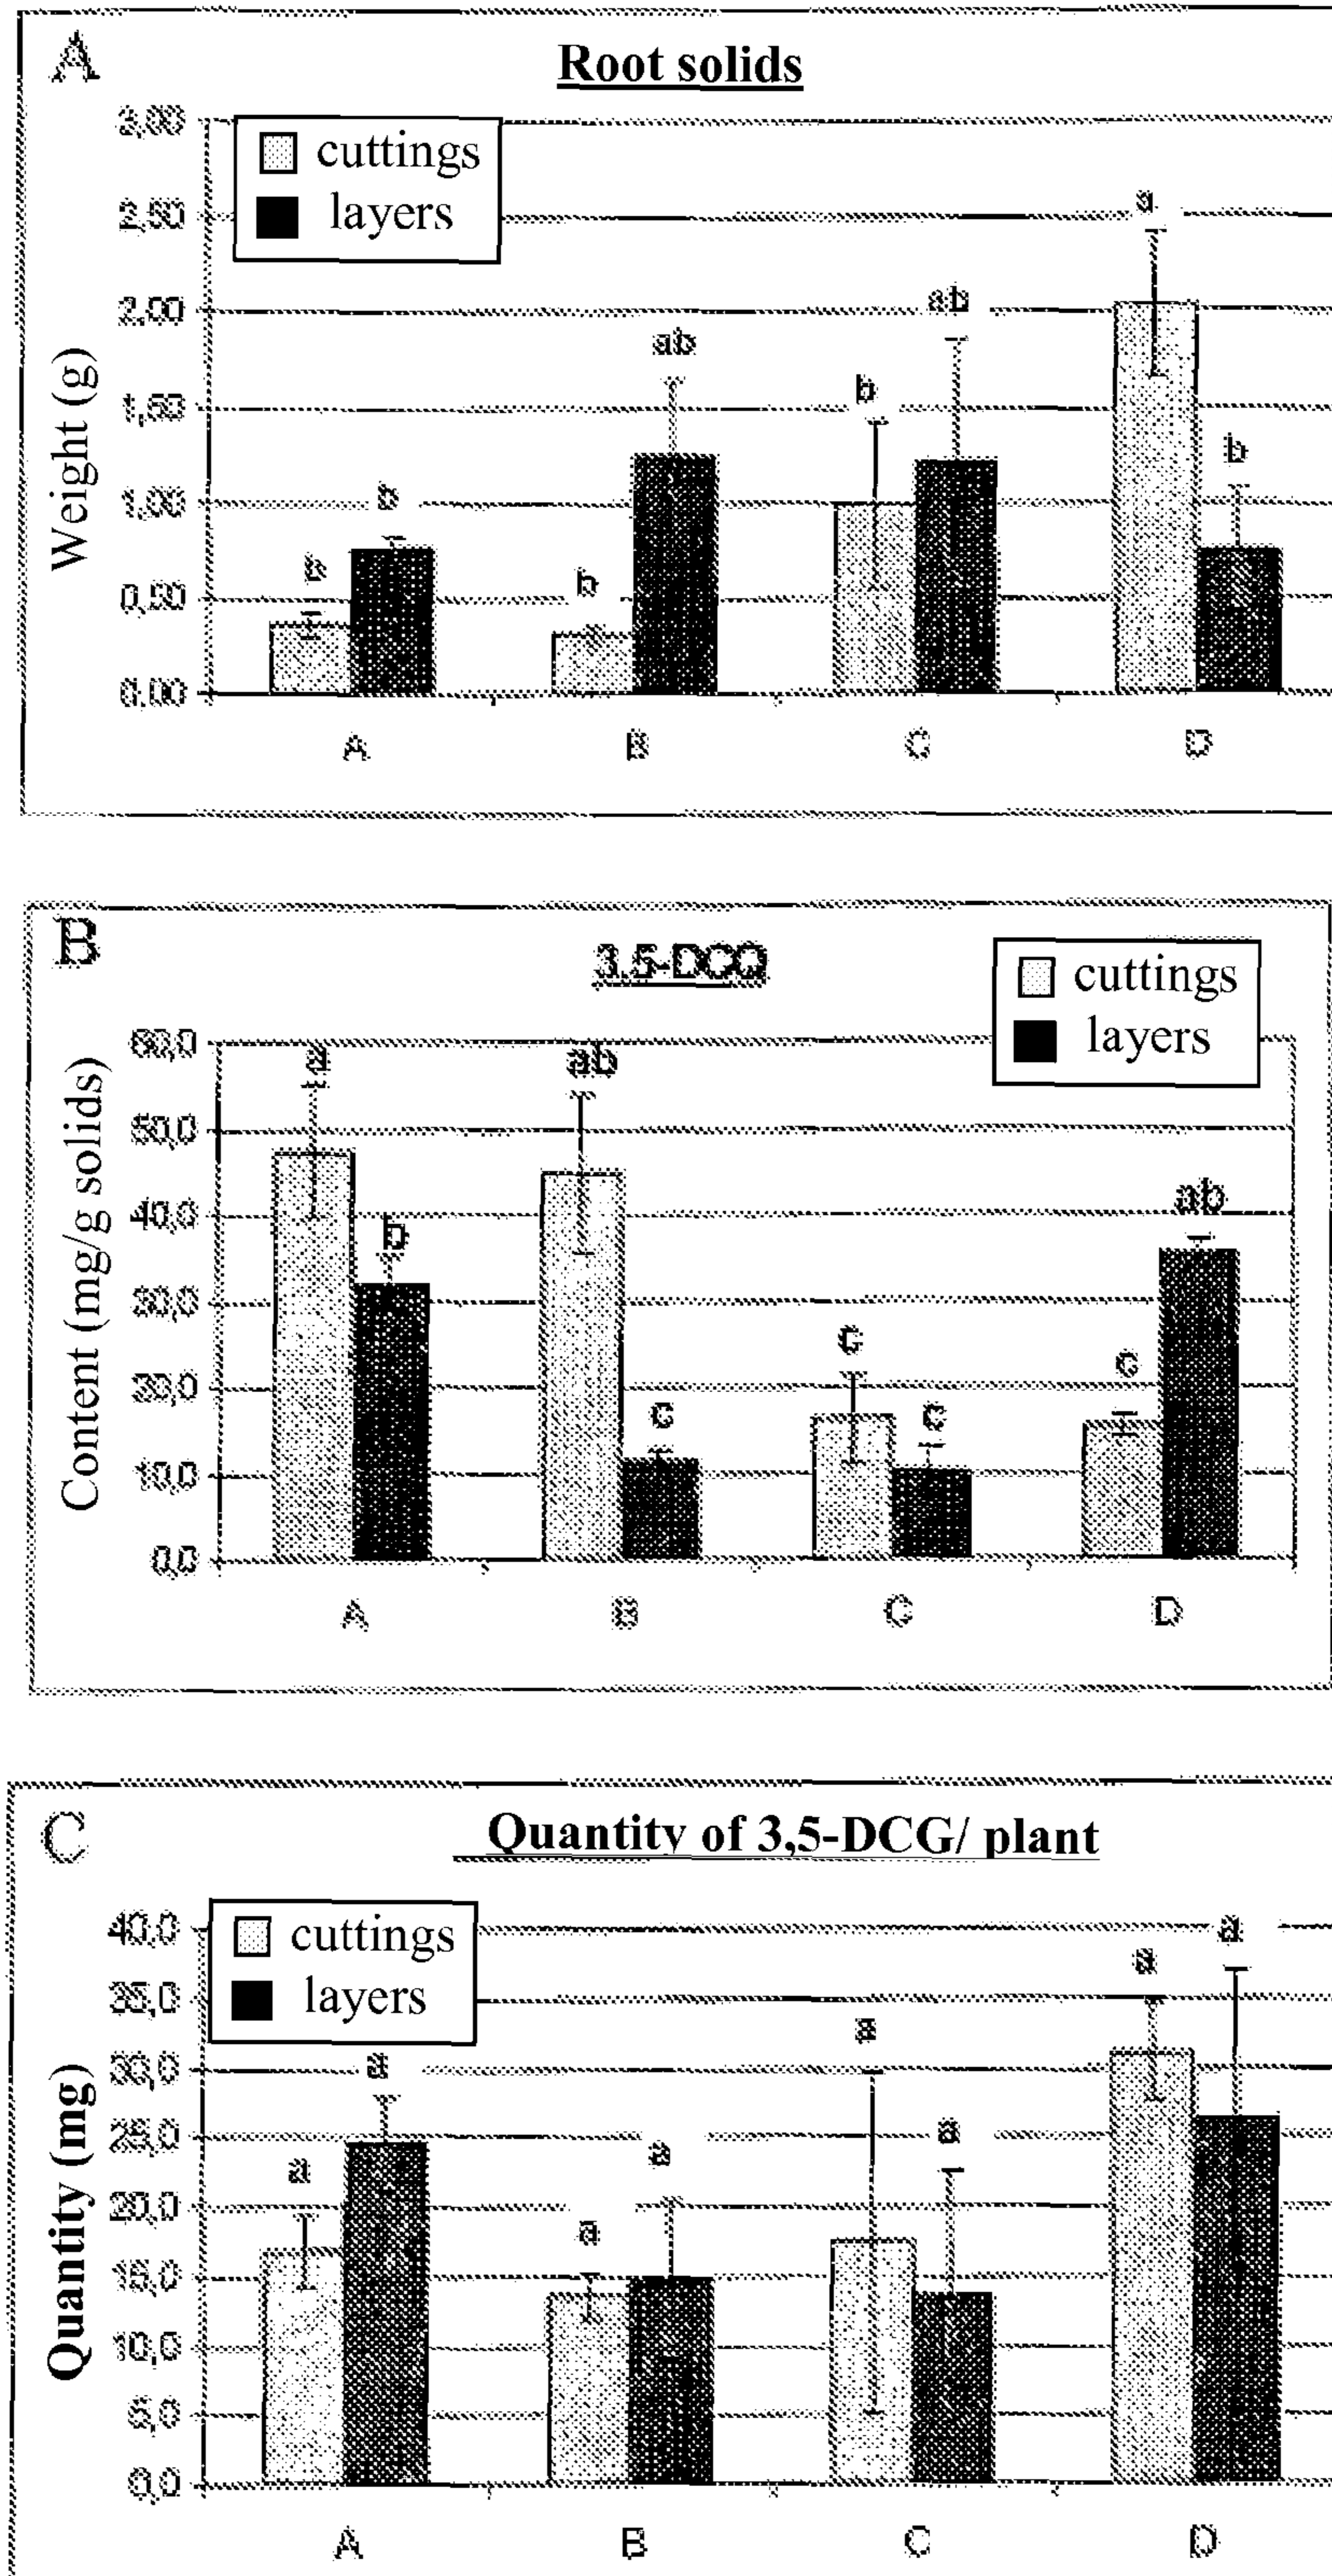 A
Root solids
3,00
cuttings
2,50
layers
a
2,00
ab
ab
1,50
b
b
1,00
b
b
0,50
b
0,00
Weight (g)
A
B
C
D
B
3,5-DCQ
cuttings
layers
60,0
a
ab
50,0
40,0
b
ab
30,0
c
c
20,0
c
c
10,0
0,0
Content (mg/g solids)
A
B
C
D
C
Quantity of 3,5-DCG/ plant
40,0
cuttings
a
a
35,0
layers
a
30,0
a
25,0
a
a
a
20,0
a
15,0
10,0
5,0
0,0
Quantity (mg)
A
B
C
D